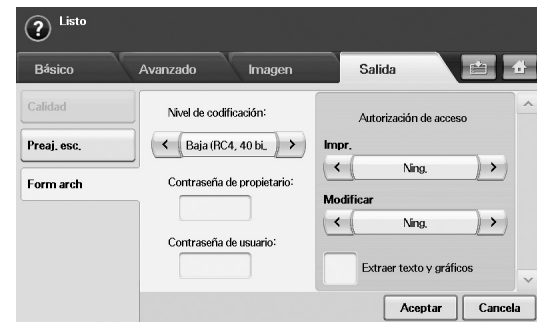 ?
Listo
Básico
Avanzado
Imagen
Salida
Calidad
Preaj. esc.
Form arch
Nivel de codificación:
Baja (RC4, 40 bi...
Contraseña de propietario:
Contraseña de usuario:
Autorización de acceso
Impr.
Ning.
Modificar
Ning.
Extraer texto y gráficos
Aceptar
Cancela